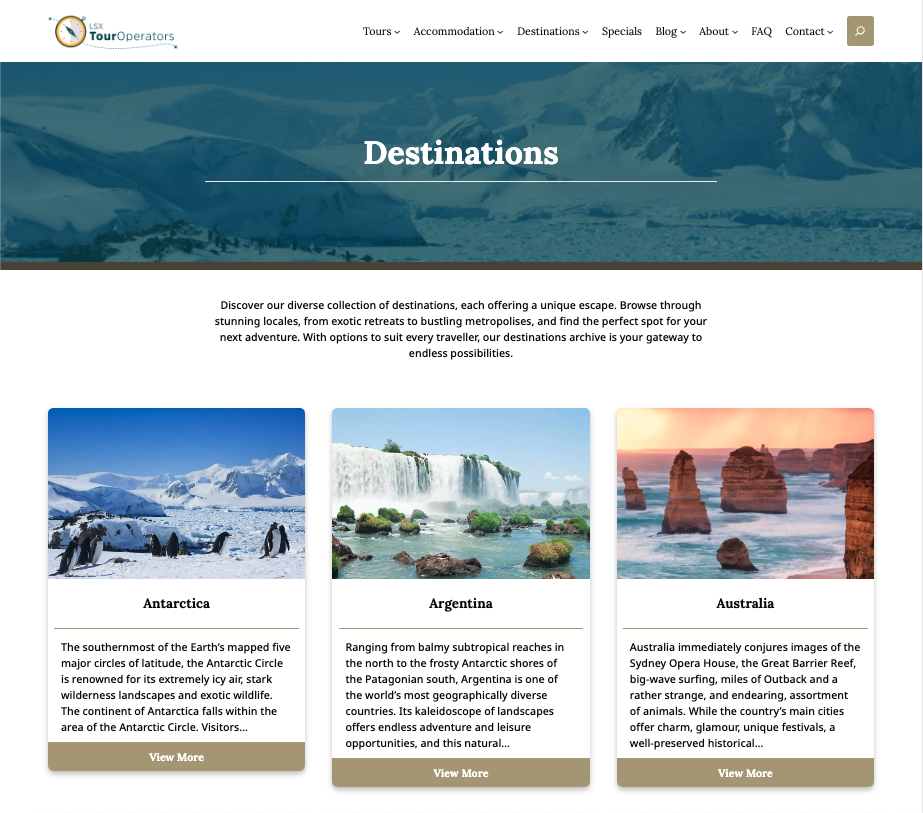 LSX
TourOperators
Tours Accommodation Destinations Specials Blog About FAQ Contact
Destinations
Discover our diverse collection of destinations, each offering a unique escape. Browse through
stunning locales, from exotic retreats to bustling metropolises, and find the perfect spot for your
next adventure. With options to suit every traveller, our destinations archive is your gateway to
endless possibilities.
Antarctica
The southernmost of the Earth's mapped five
major circles of latitude, the Antarctic Circle
is renowned for its extremely icy air, stark
wilderness landscapes and exotic wildlife.
The continent of Antarctica falls within the
area of the Antarctic Circle. Visitors...
View More
Argentina
Ranging from balmy subtropical reaches in
the north to the frosty Antarctic shores of
the Patagonian south, Argentina is one of
the world's most geographically diverse
countries. Its kaleidoscope of landscapes
offers endless adventure and leisure
opportunities, and this natural...
View More
Australia
Australia immediately conjures images of the
Sydney Opera House, the Great Barrier Reef,
big-wave surfing, miles of Outback and a
rather strange, and endearing, assortment
of animals. While the country's main cities
offer charm, glamour, unique festivals, a
well-preserved historical...
View More